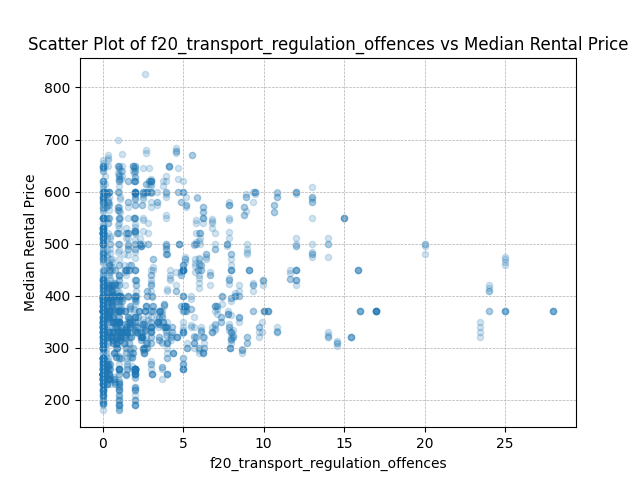 Scatter Plot of f20_transport_regulation_offences vs Median Rental Price
800
700
600
500
400
300
200
Median Rental Price
0 5 10 15 20 25
f20_transport_regulation_offences